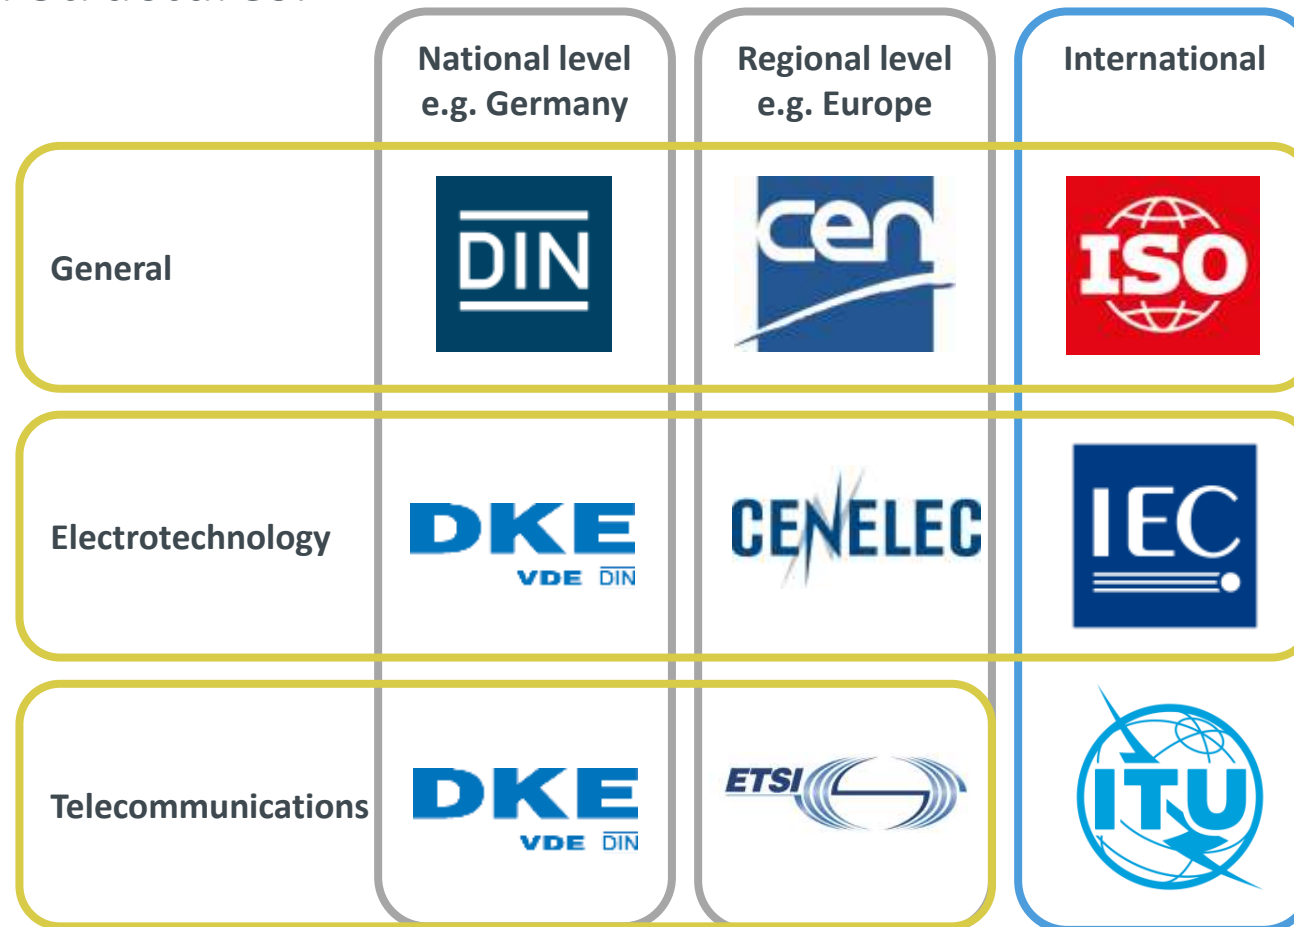 National level
e.g. Germany
Regional level
e.g. Europe
International
General
DIN
cen
ISO
Electrotechnology
DKE
VDE DIN
CENELEC
IEC
Telecommunications
DKE
VDE DIN
ETSI
ITU